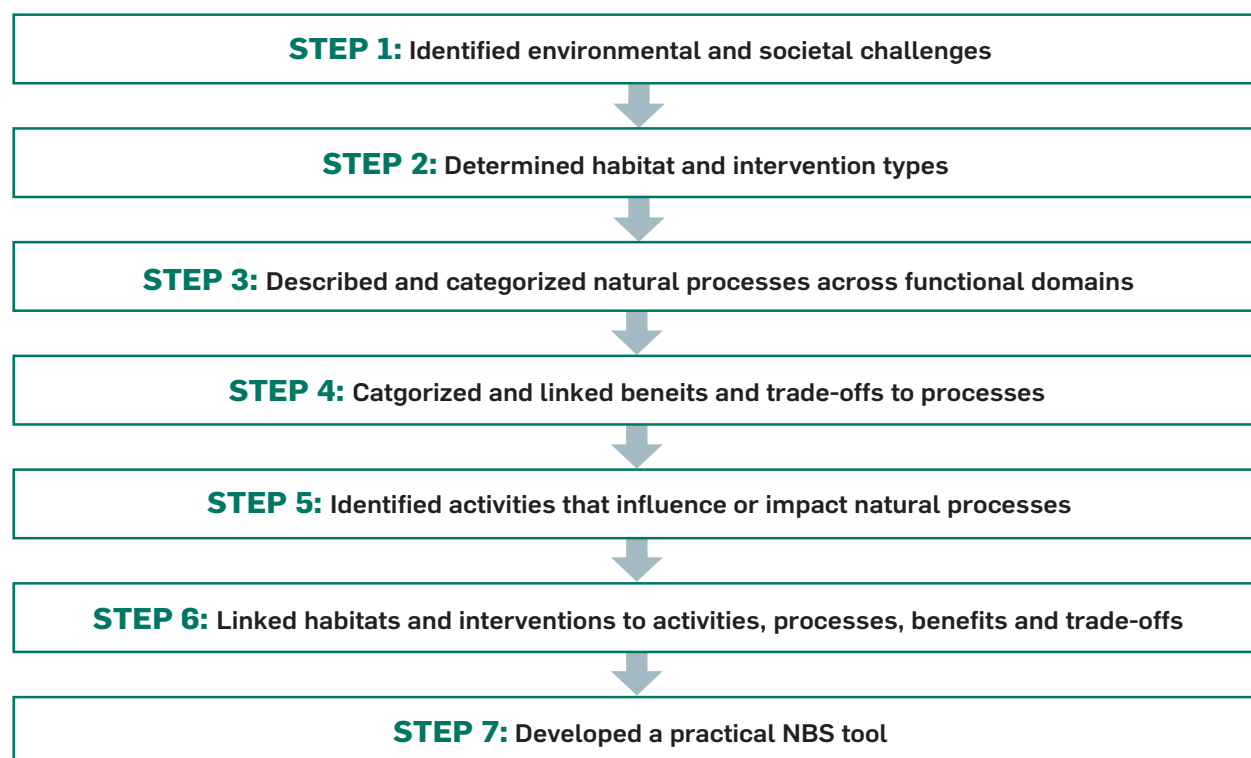 STEP 1: Identified environmental and societal challenges
STEP 2: Determined habitat and intervention types
STEP 3: Described and categorized natural processes across functional domains
STEP 4: Catgorized and linked beneits and trade-offs to processes
STEP 5: Identified activities that influence or impact natural processes
STEP 6: Linked habitats and interventions to activities, processes, benefits and trade-offs
STEP 7: Developed a practical NBS tool